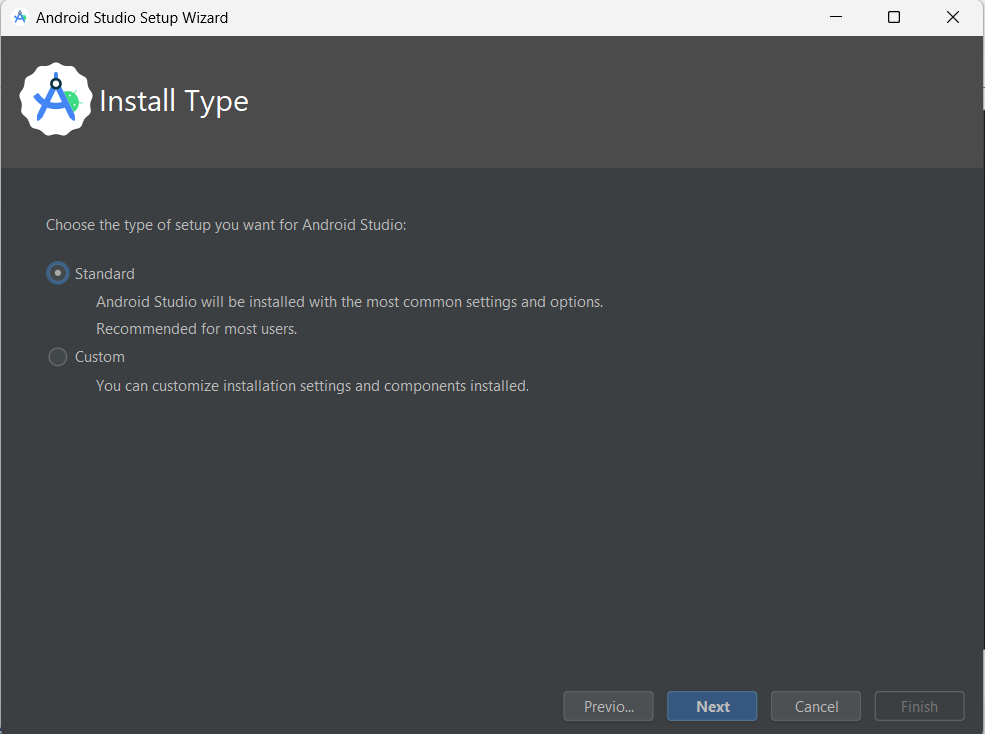 Android Studio Setup Wizard
Install Type
Choose the type of setup you want for Android Studio:
Standard
Android Studio will be installed with the most common settings and options.
Recommended for most users.
Custom
You can customize installation settings and components installed.
Previo... Next Cancel Finish